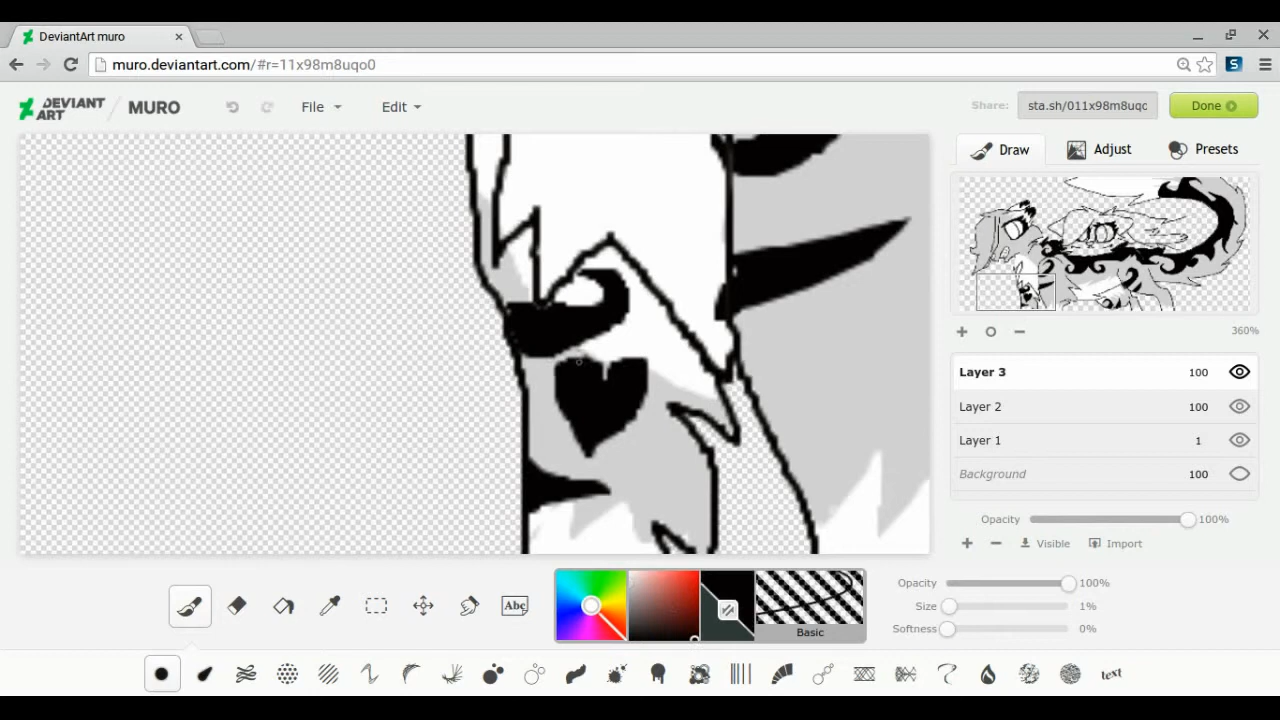 DeviantArt muro
muro.deviantart.com/#r=11x98m8uqo0
S
DEVIANT
ART
MURO
File
Edit
Share:
sta.sh/011x98m8uqc
Done
Draw
Adjust
Presets
360%
Layer 3
100
Layer 2
100
Layer 1
1
Background
100
Opacity
100%
Visible
Import
Abc
Basic
Opacity
100%
Size
1%
Softness
0%
text